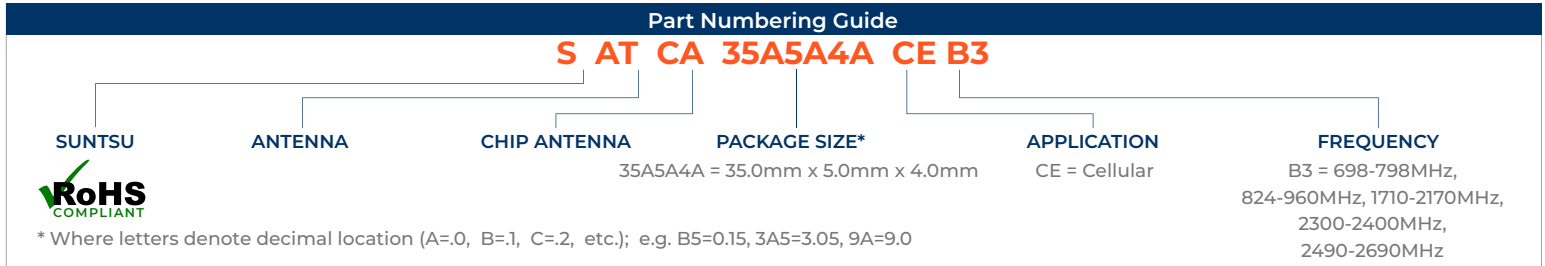 Part Numbering Guide
S AT CA 35A5A4A CE B3
SUNTSU
ANTENNA
CHIP ANTENNA
PACKAGE SIZE*
35A5A4A = 35.0mm x 5.0mm x 4.0mm
APPLICATION
CE = Cellular
FREQUENCY
B3 = 698-798MHz,
824-960MHz, 1710-2170MHz,
2300-2400MHz,
2490-2690MHz
RoHS
COMPLIANT
* Where letters denote decimal location (A=.0, B=.1, C=.2, etc.); e.g. B5=0.15, 3A5=3.05, 9A=9.0